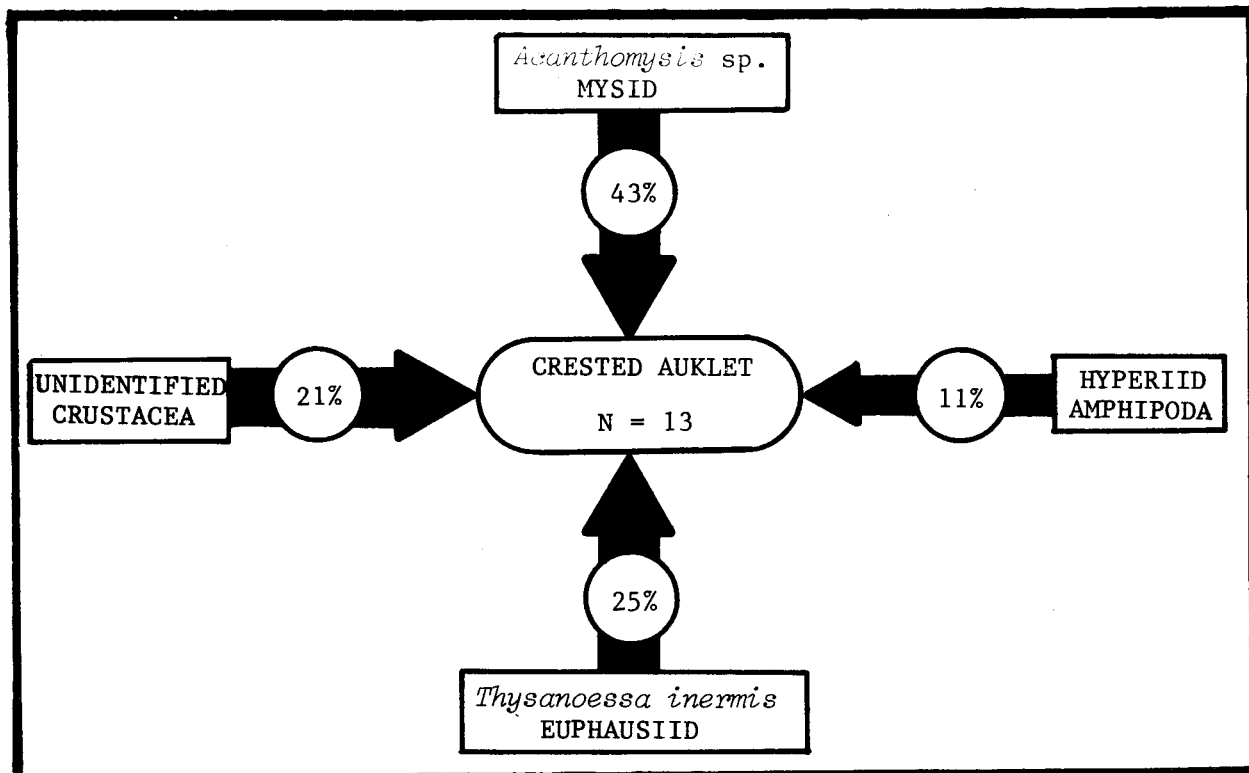 Acanthomysis sp.
MYSID
43%
UNIDENTIFIED
CRUSTACEA
21%
CRESTED AUKLET
N = 13
11%
HYPERIID
AMPHIPODA
25%
Thysanoessa inermis
EUPHAUSIID